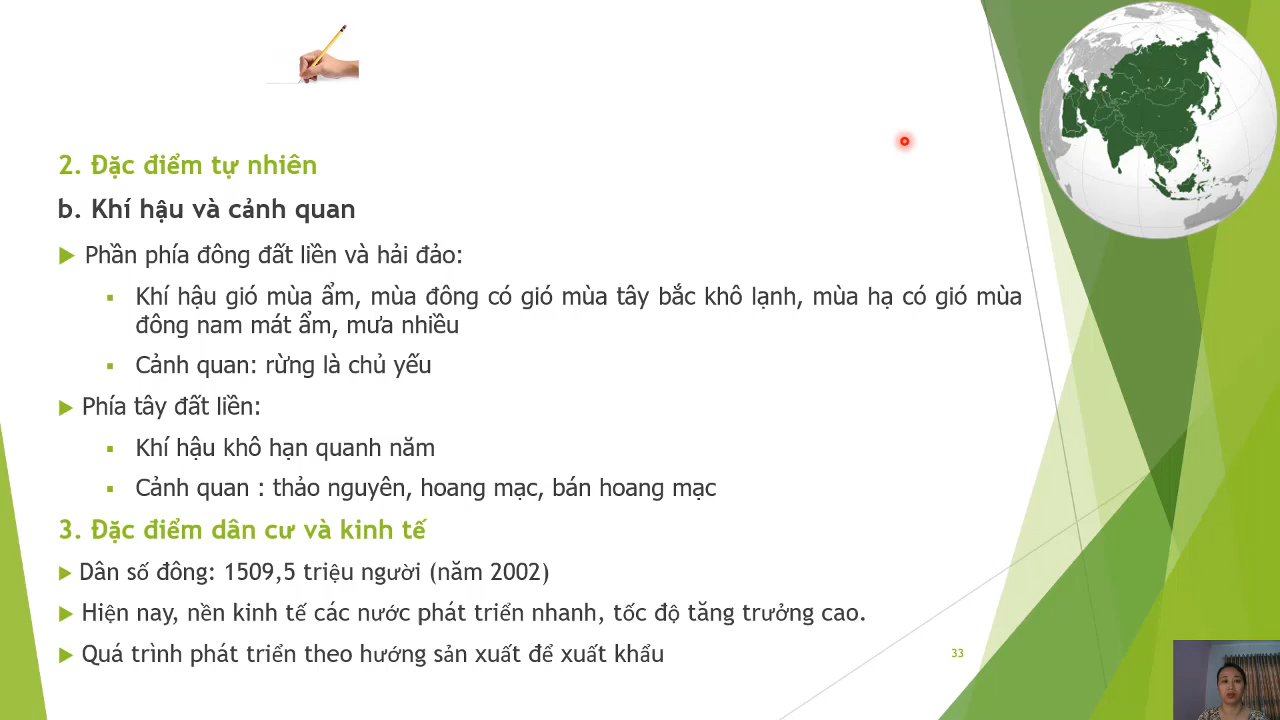 2. Đặc điểm tự nhiên
b. Khí hậu và cảnh quan
Phần phía đông đất liền và hải đảo:
Khí hậu gió mùa ẩm, mùa đông có gió mùa tây bắc khô lạnh, mùa hạ có gió mùa
đông nam mát ẩm, mưa nhiều
Cảnh quan: rừng là chủ yếu
Phía tây đất liền:
Khí hậu khô hạn quanh năm
Cảnh quan : thảo nguyên, hoang mạc, bán hoang mạc
3. Đặc điểm dân cư và kinh tế
Dân số đông: 1509,5 triệu người (năm 2002)
Hiện nay, nền kinh tế các nước phát triển nhanh, tốc độ tăng trưởng cao.
Quá trình phát triển theo hướng sản xuất để xuất khẩu
33